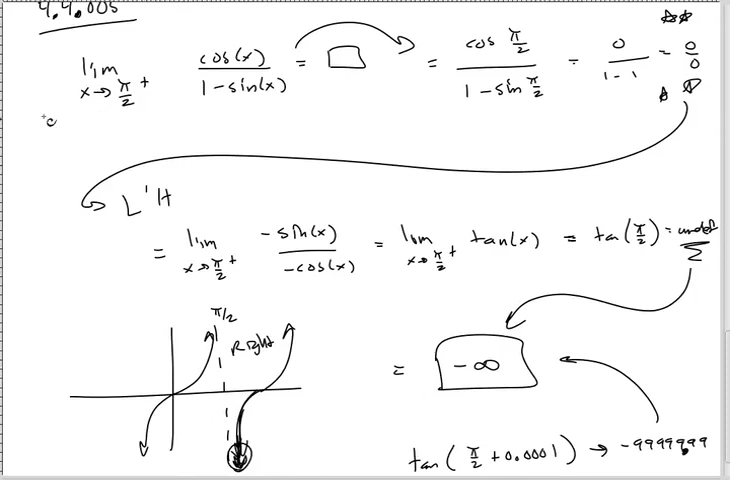 4.4.005
lim x→π/2⁺ cos(x)/(1-sin(x)) = □ = cos π/2 / (1-sin π/2) = 0/(1-1) = 0/0
L'H
= lim x→π/2⁺ -sin(x)/-cos(x) = lim x→π/2⁺ tan(x) = tan(π/2) = undef
π/2
Right
= -∞
tan(π/2 + 0.0001) → -9999999